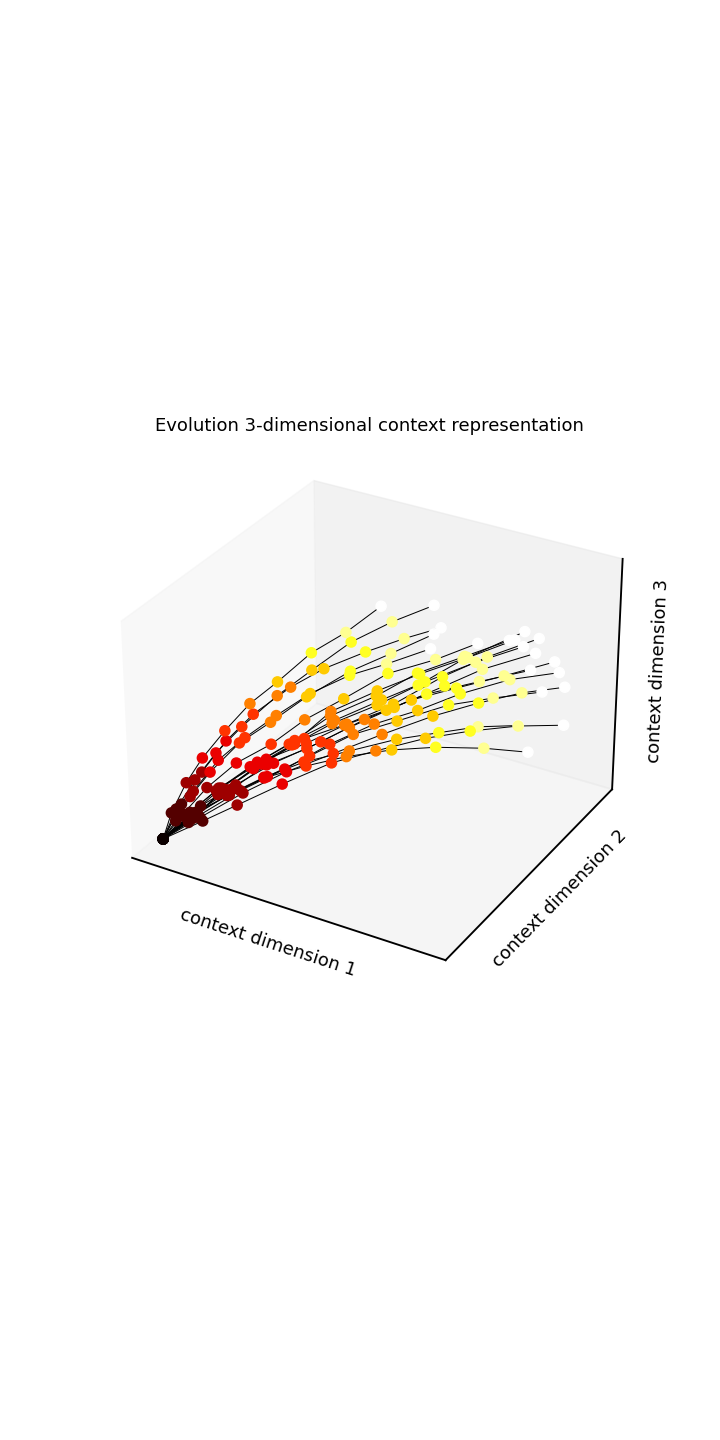 Evolution 3-dimensional context representation
context dimension 3
context dimension 2
context dimension 1